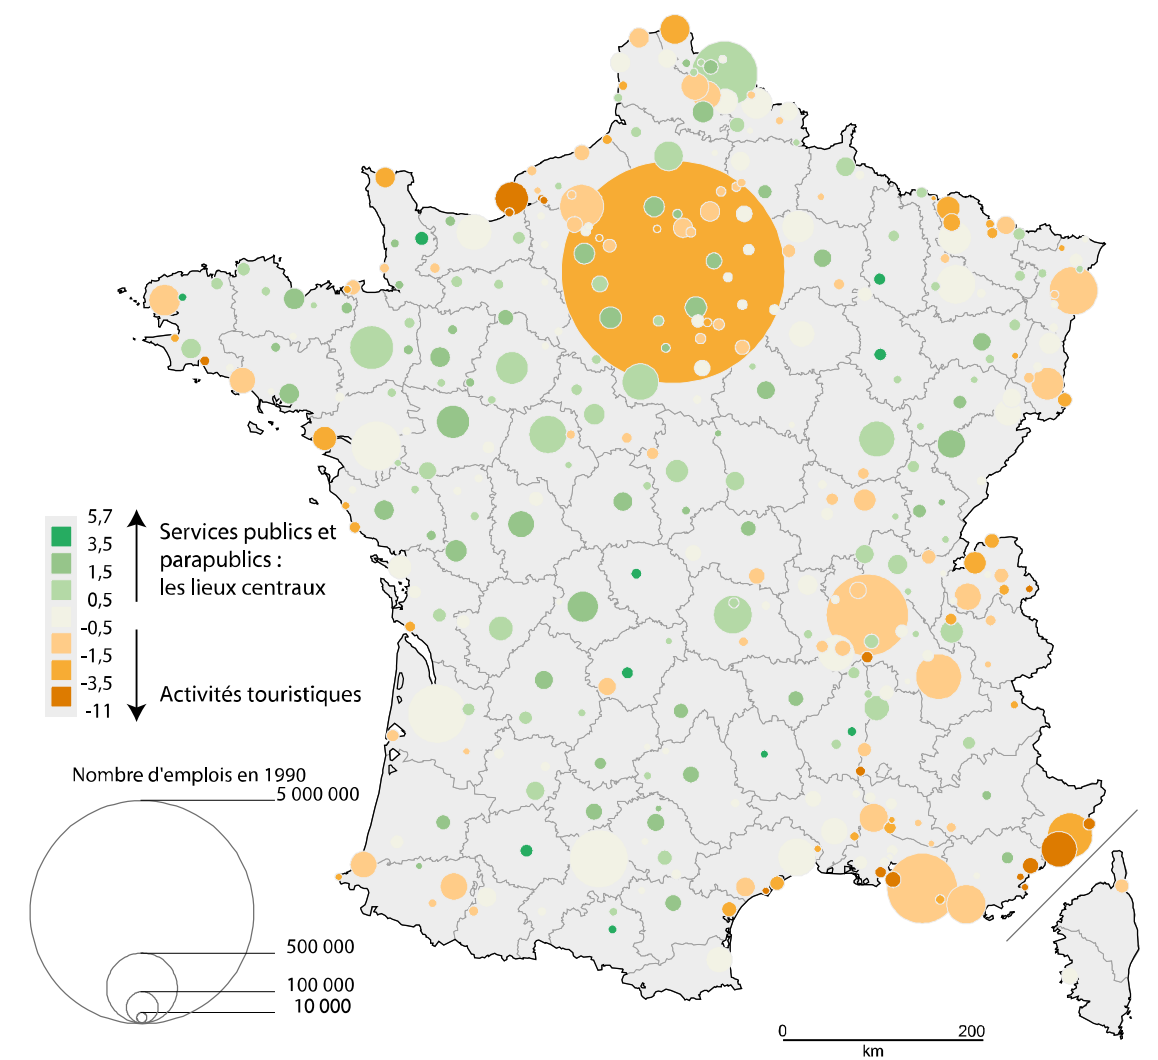 5,7
3,5
1,5
0,5
-0,5
-1,5
-3,5
-11
Services publics et
parapublics :
les lieux centraux
Activités touristiques
Nombre d'emplois en 1990
5 000 000
500 000
100 000
10 000
0 200
km